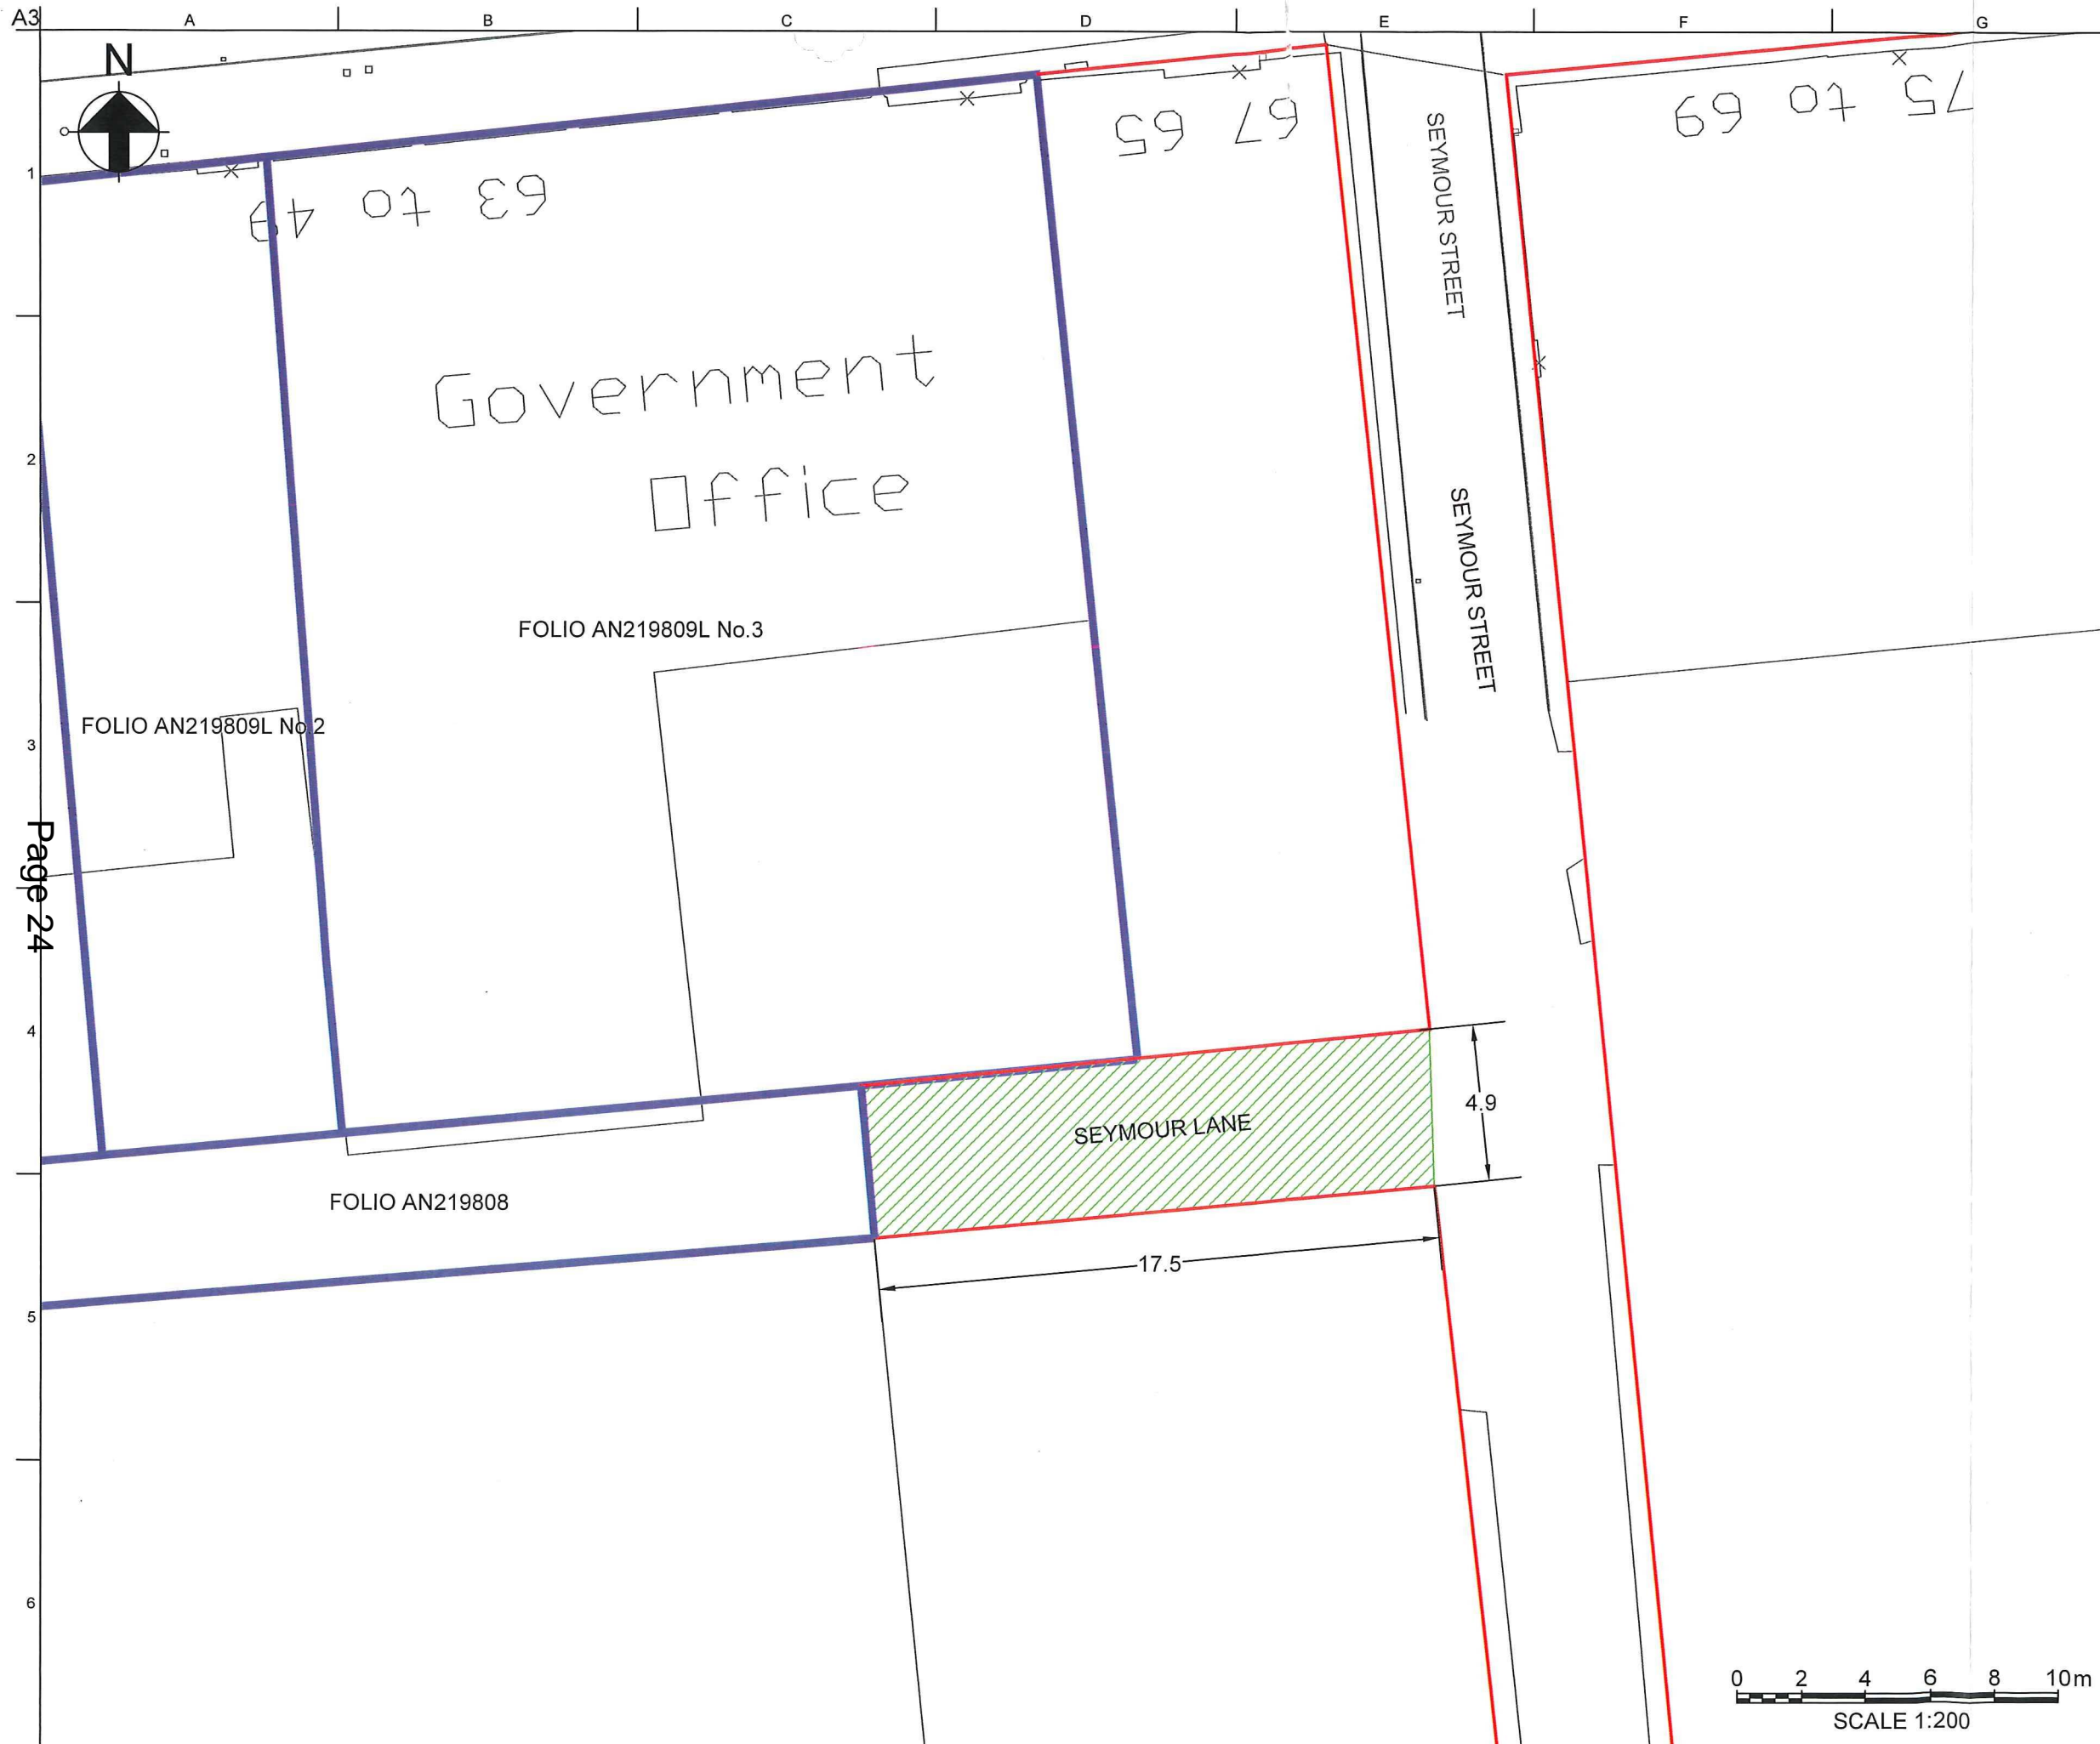 A3 A B C D E F G
N
1
63 to 49
65 67
69 to 75
SEYMOUR STREET
Government
Office
2
SEYMOUR STREET
FOLIO AN219809L No.3
FOLIO AN219809L No.2
3
Page 24
4
4.9
SEYMOUR LANE
FOLIO AN219808
17.5
5
6
0 2 4 6 8 10m
SCALE 1:200